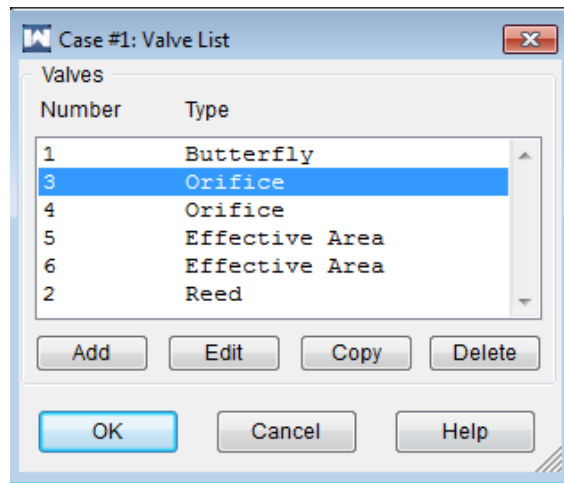 Case #1: Valve List
Valves
Number Type
1 Butterfly
3 Orifice
4 Orifice
5 Effective Area
6 Effective Area
2 Reed
Add Edit Copy Delete
OK Cancel Help